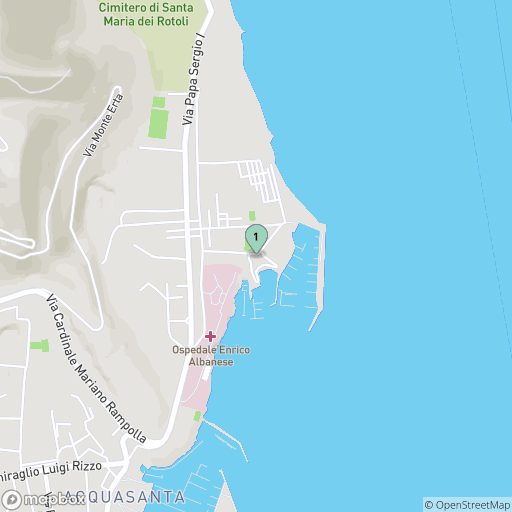 Cimitero di Santa
Maria dei Rotoli
Via Papa Sergio I
Via Monte Erta
1
Via Cardinale Mariano Rampolla
Ospedale Enrico
Albanese
miraglio Luigi Rizzo
ACQUASANTA
mapbox
© OpenStreetMap